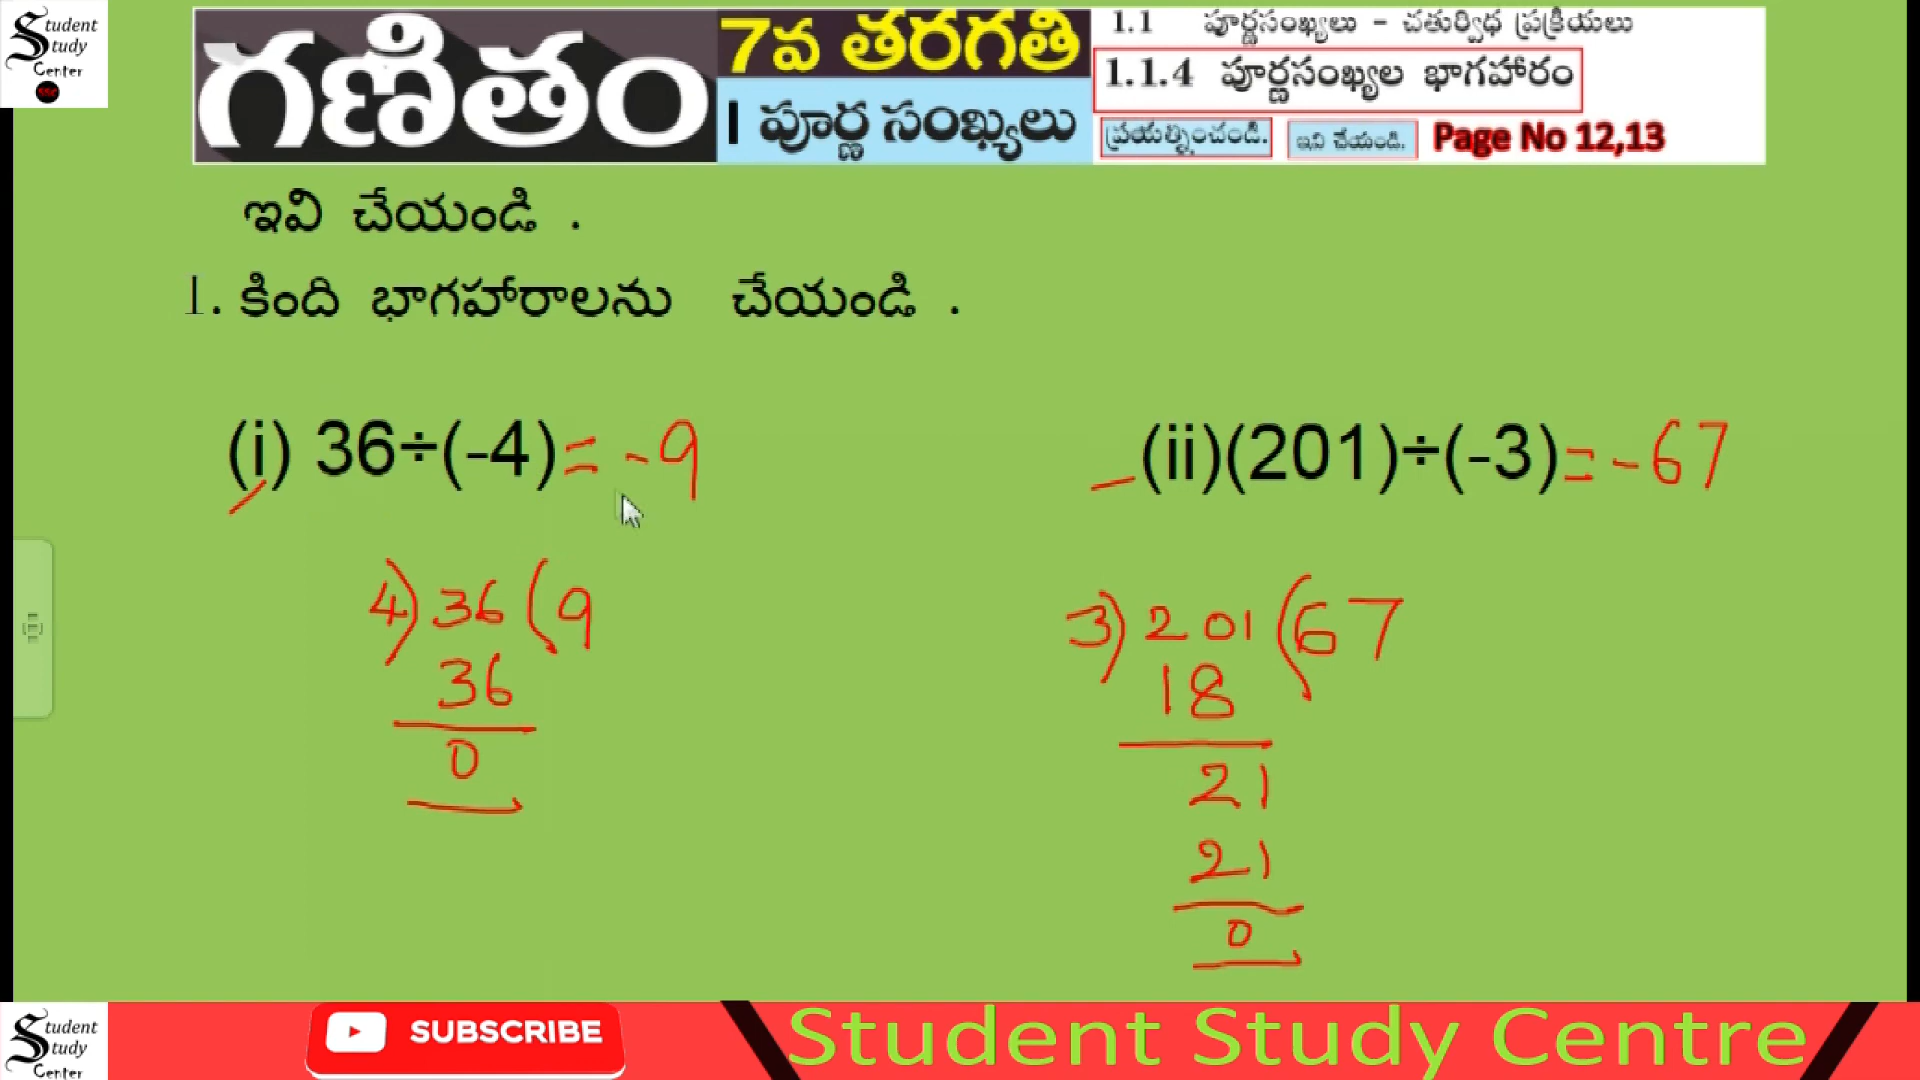 Student
Study
Center
SSC
గణితం
7వ తరగతి
I పూర్ణ సంఖ్యలు
1.1 పూర్ణసంఖ్యలు - చతుర్విధ ప్రక్రియలు
1.1.4 పూర్ణసంఖ్యల భాగహారం
ప్రయత్నించండి.
ఇవి చేయండి.
Page No 12,13
ఇవి చేయండి .
1. కింది భాగహారాలను చేయండి .
(i) 36÷(-4)= -9
(ii)(201)÷(-3)= -67
4)36(9
36
0
3)201(67
18
21
21
0
Student
Study
Center
SUBSCRIBE
Student Study Centre